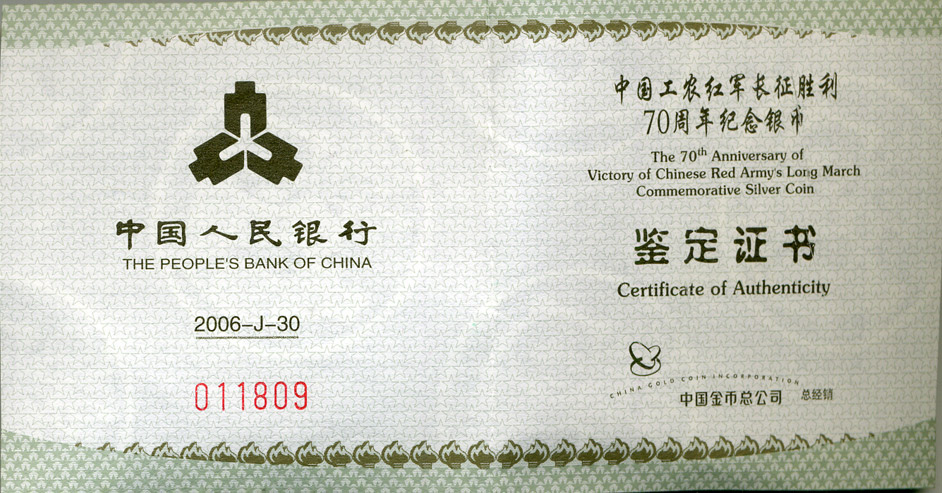 中国人民银行
THE PEOPLE'S BANK OF CHINA
2006-J-30
011809
中国工农红军长征胜利
70周年纪念银币
The 70th Anniversary of
Victory of Chinese Red Army's Long March
Commemorative Silver Coin
鉴定证书
Certificate of Authenticity
CHINA GOLD COIN INCORPORATION
中国金币总公司 总经销